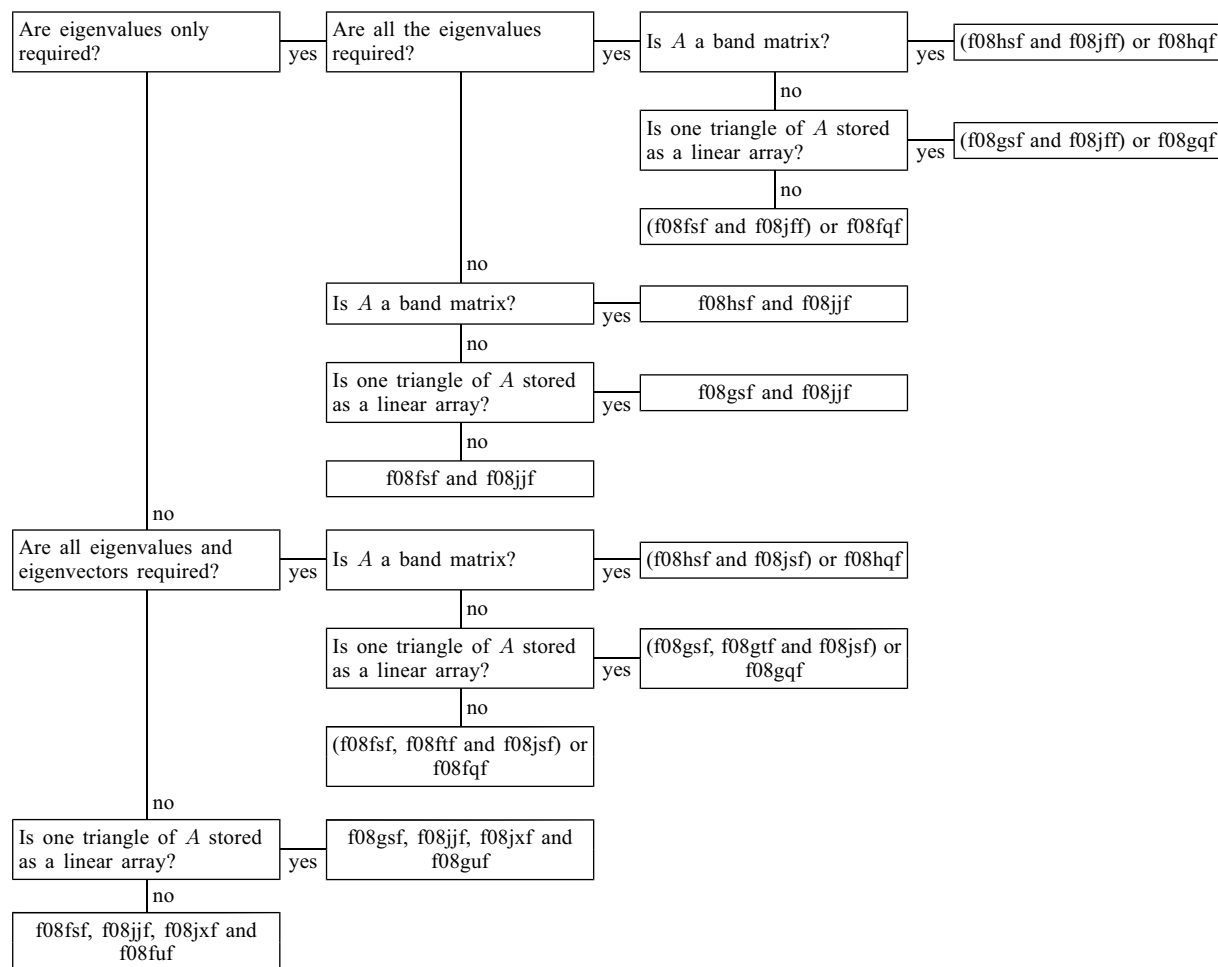 Are eigenvalues only
required?
yes
Are all the eigenvalues
required?
yes
Is A a band matrix?
yes
(f08hsf and f08jff) or f08hqf
no
Is one triangle of A stored
as a linear array?
yes
(f08gsf and f08jff) or f08gqf
no
(f08fsf and f08jff) or f08fqf
no
Is A a band matrix?
yes
f08hsf and f08jjf
no
Is one triangle of A stored
as a linear array?
yes
f08gsf and f08jjf
no
f08fsf and f08jjf
no
Are all eigenvalues and
eigenvectors required?
yes
Is A a band matrix?
yes
(f08hsf and f08jsf) or f08hqf
no
Is one triangle of A stored
as a linear array?
yes
(f08gsf, f08gtf and f08jsf) or
f08gqf
no
(f08fsf, f08ftf and f08jsf) or
f08fqf
no
Is one triangle of A stored
as a linear array?
yes
f08gsf, f08jjf, f08jxf and
f08guf
no
f08fsf, f08jjf, f08jxf and
f08fuf